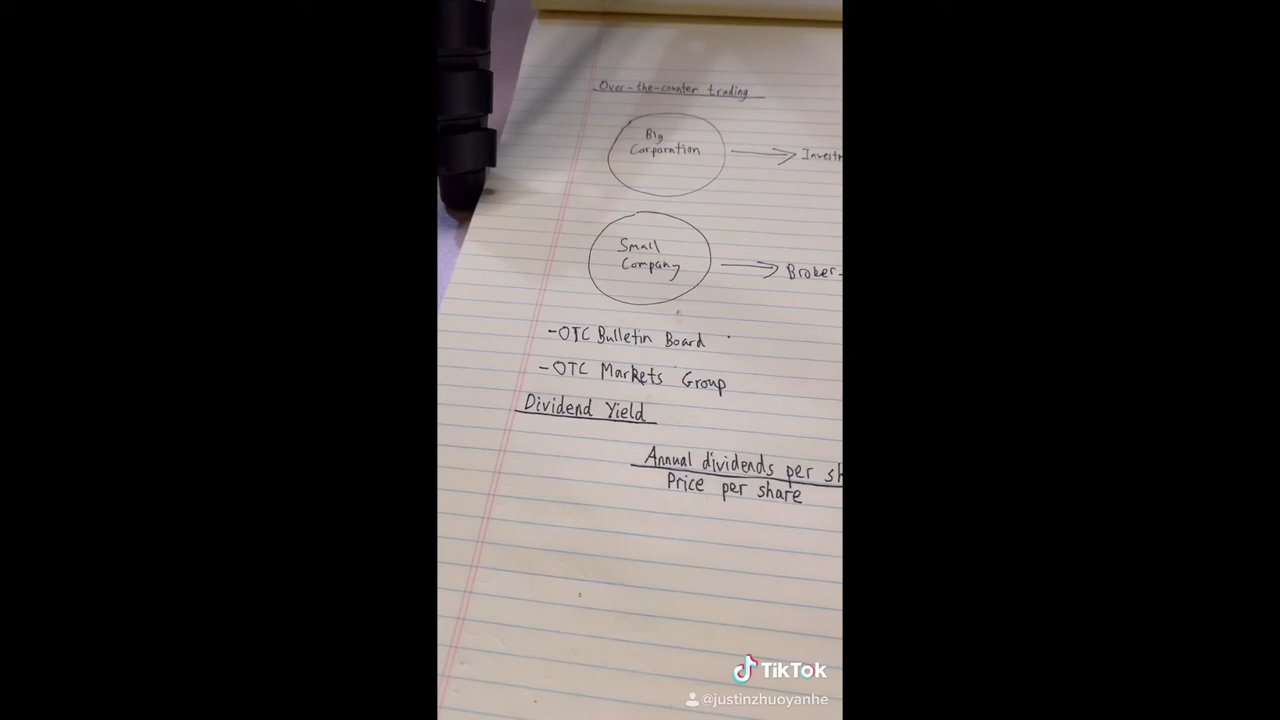 Over-the-counter trading
Big
Corporation
Small
Company
Broker-
-OTC Bulletin Board
-OTC Markets Group
Dividend Yield
Annual dividends per
Price per share
TikTok
@justinzhuoyanhe